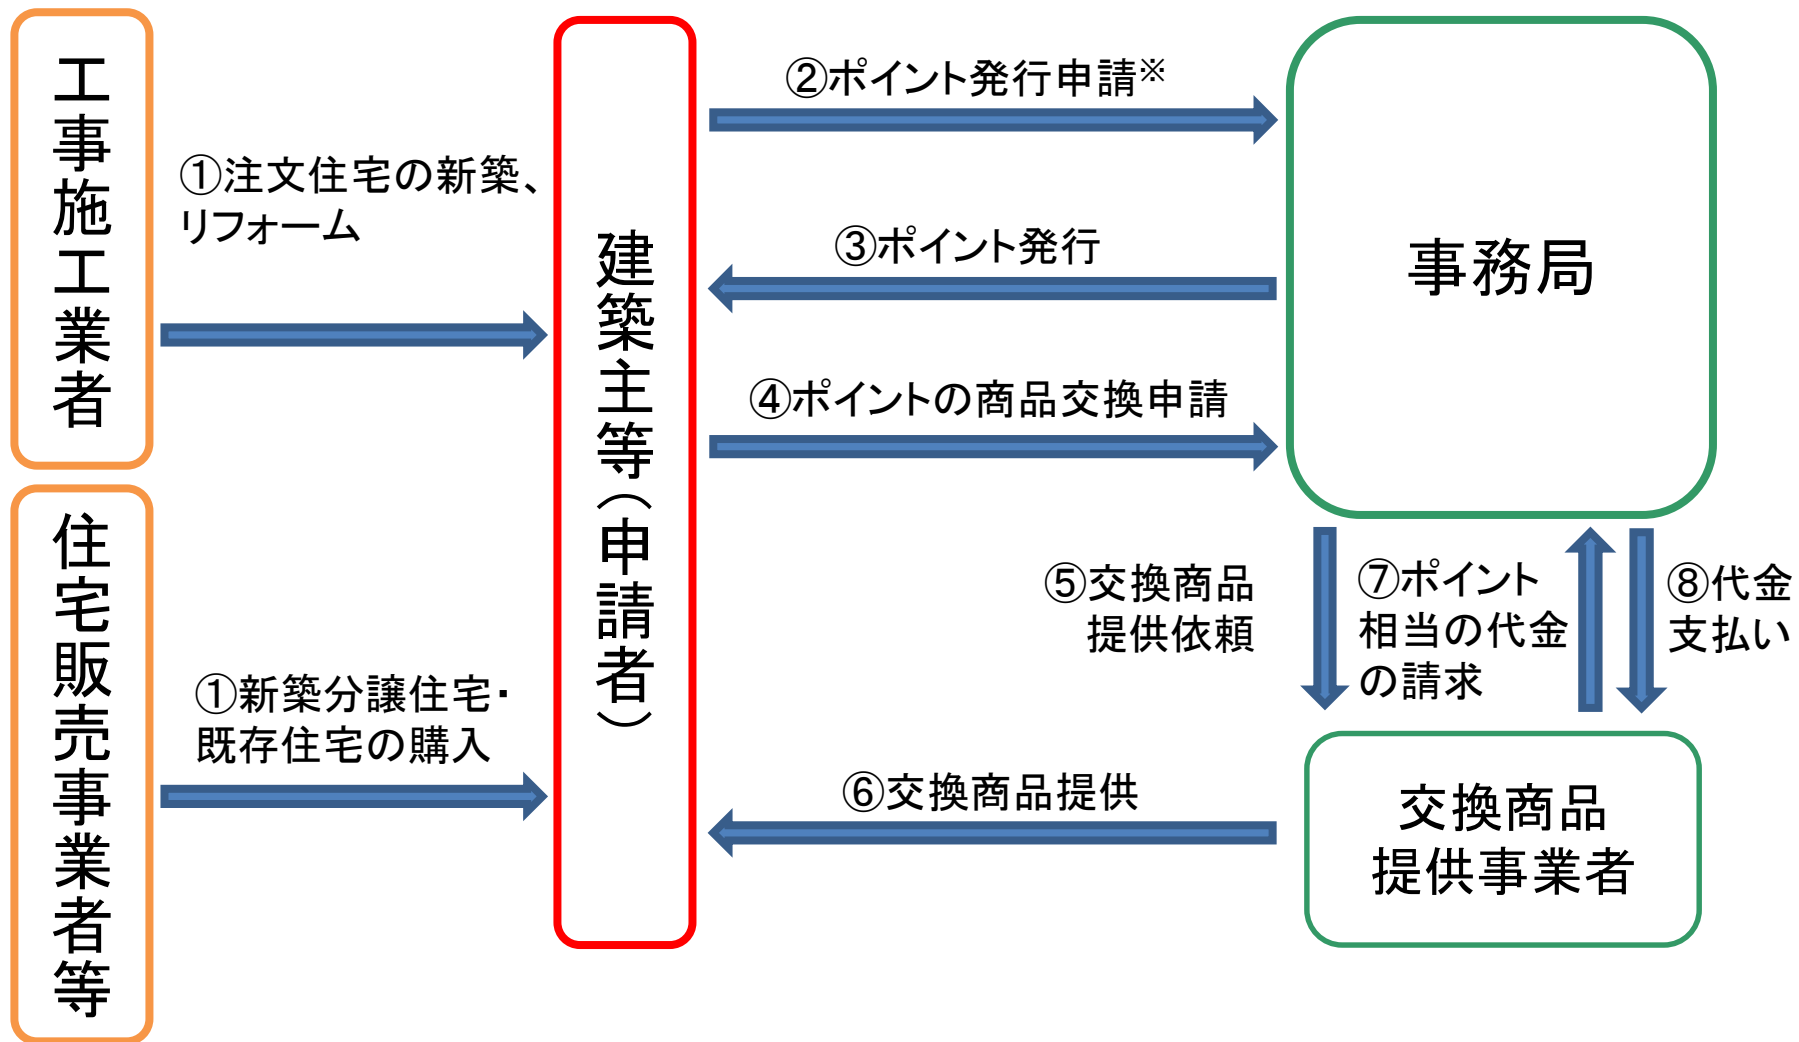 工事施工業者
①注文住宅の新築、
リフォーム
住宅販売事業者等
①新築分譲住宅・
既存住宅の購入
建築主等(申請者)
②ポイント発行申請※
③ポイント発行
④ポイントの商品交換申請
事務局
⑤交換商品
提供依頼
⑦ポイント
相当の代金
の請求
⑧代金
支払い
⑥交換商品提供
交換商品
提供事業者